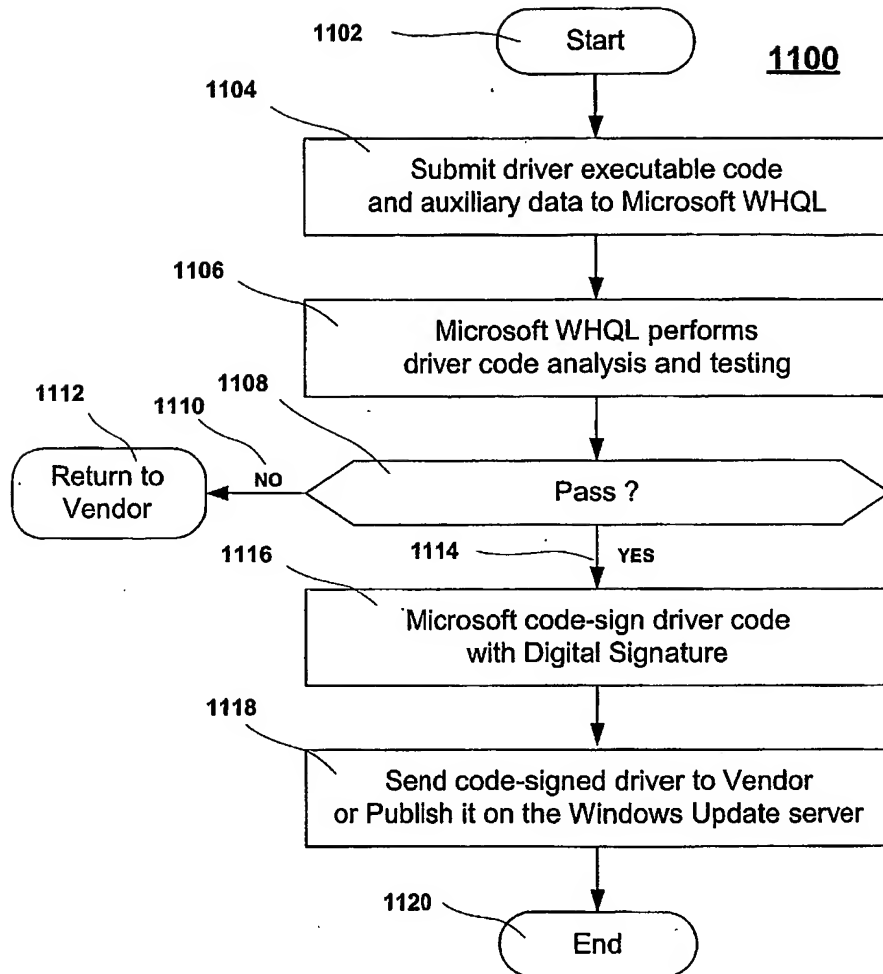 1102
Start
1100
1104
Submit driver executable code
and auxiliary data to Microsoft WHQL
1106
Microsoft WHQL performs
driver code analysis and testing
1108
1112
1110
Return to
Vendor
NO
Pass ?
1114
YES
1116
Microsoft code-sign driver code
with Digital Signature
1118
Send code-signed driver to Vendor
or Publish it on the Windows Update server
1120
End